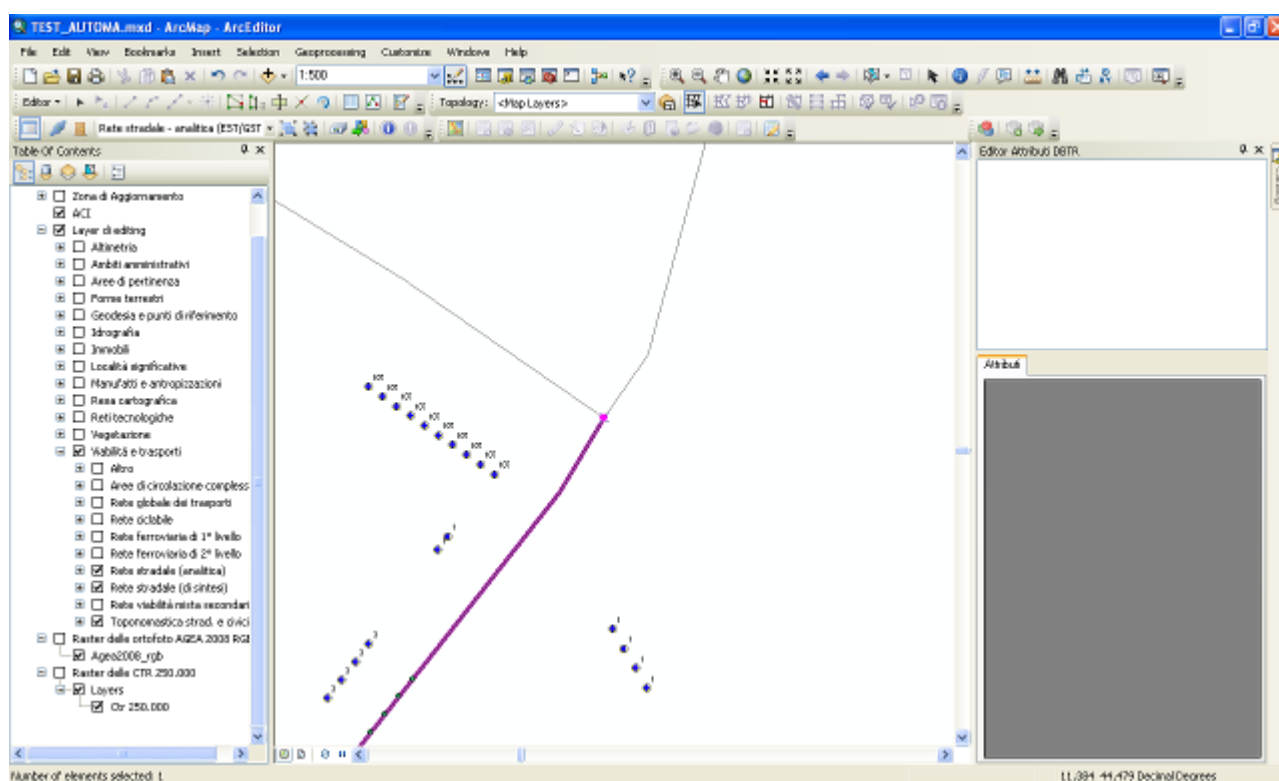 TEST_AUTOMA.mxd - ArcMap - ArcEditor
File Edit View Bookmarks Insert Selection Geoprocessing Customize Windows Help
1:500
Editor Topology: <Map Layers>
Rete stradale - analitica (EST/GST
Table Of Contents
Editor Attributi DBTR
Zona di Aggiornamento
ACI
Layer di editing
Altimetria
Ambiti amministrativi
Aree di pertinenza
Forme terrestri
Geodesia e punti di riferimento
Idrografia
Immobili
Località significative
Attributi
Manufatti e antropizzazioni
Resa cartografica
Reti tecnologiche
Vegetazione
Viabilità e trasporti
Altro
Aree di circolazione compless
Rete globale dei trasporti
Rete ciclabile
Rete ferroviaria di 1° livello
Rete ferroviaria di 2° livello
Rete stradale (analitica)
Rete stradale (di sintesi)
Rete viabilità mista secondari
Toponomastica strad. e civici
Raster delle ortofoto AGEA 2008 RGB
Agea2008_rgb
Raster delle CTR 250.000
Layers
Ctr 250.000
Number of elements selected: 1
11,394 44,479 Decimal Degrees